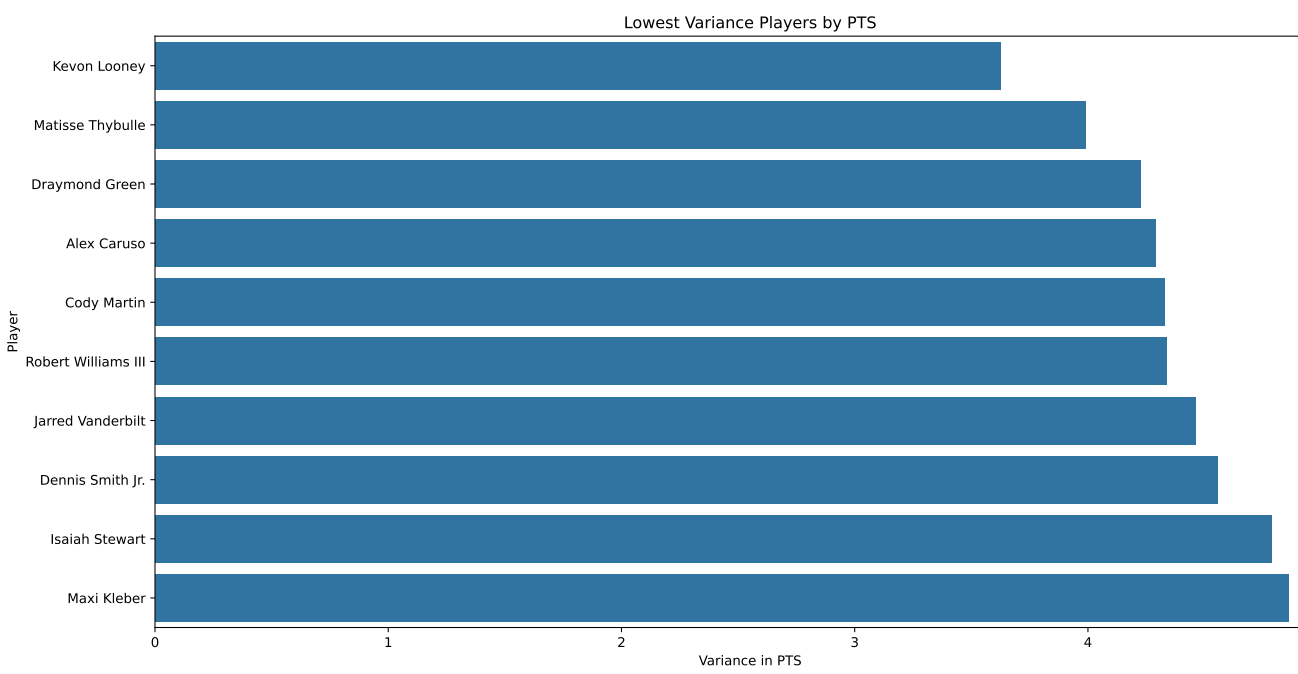 Lowest Variance Players by PTS
Kevon Looney
Matisse Thybulle
Draymond Green
Alex Caruso
Cody Martin
Robert Williams III
Jarred Vanderbilt
Dennis Smith Jr.
Isaiah Stewart
Maxi Kleber
Player
0 1 2 3 4
Variance in PTS